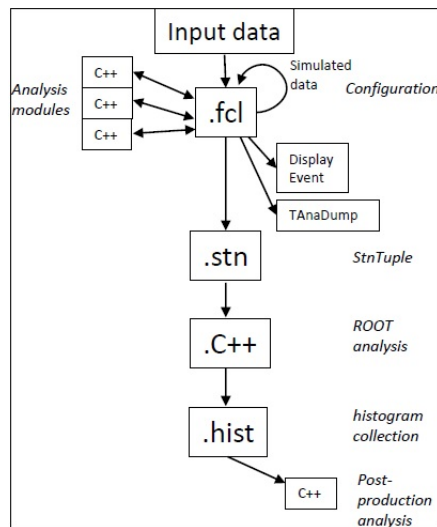 Input data
Analysis
modules
C++
C++
C++
Simulated
data
Configuration
.fcl
Display
Event
TAnaDump
.stn
StnTuple
.C++
ROOT
analysis
.hist
histogram
collection
C++
Post-
production
analysis